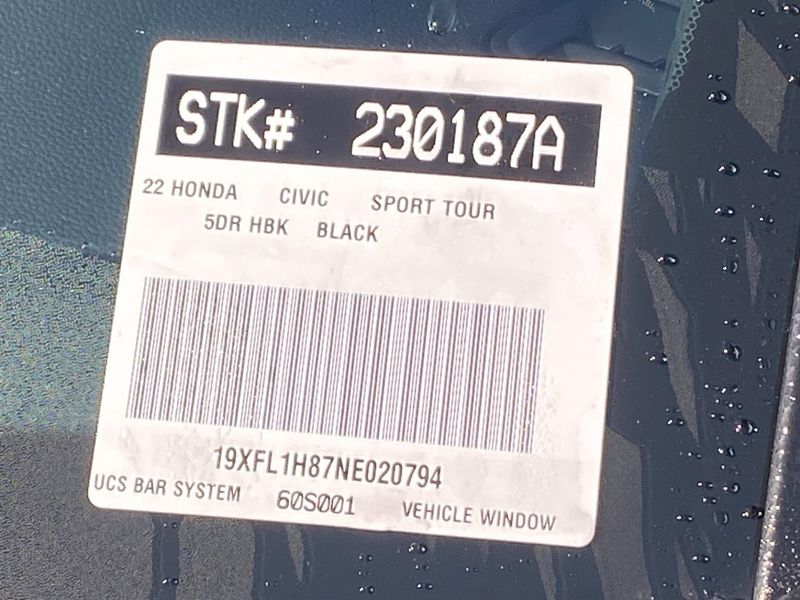 STK# 230187A
22 HONDA CIVIC SPORT TOUR
5DR HBK BLACK
19XFL1H87NE020794
UCS BAR SYSTEM 60S001 VEHICLE WINDOW